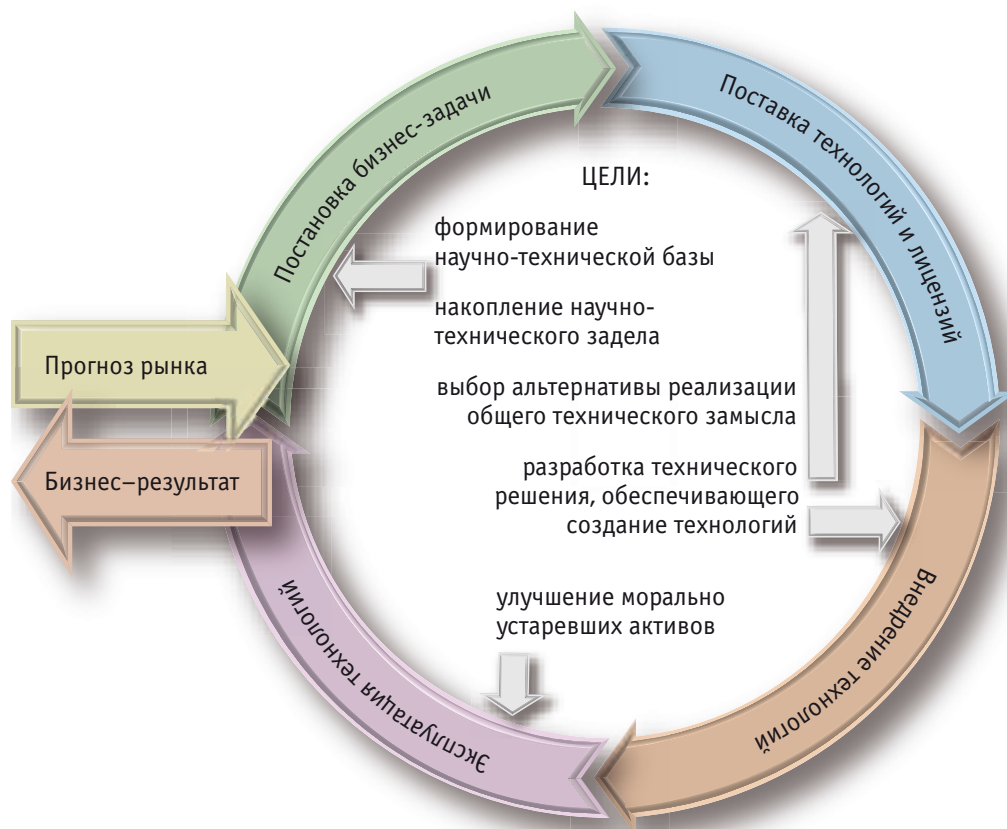 Постановка бизнес-задачи
Поставка технологий и лицензий
ЦЕЛИ:
формирование
научно-технической базы
накопление научно-
технического задела
Прогноз рынка
выбор альтернативы реализации
общего технического замысла
Бизнес–результат
разработка технического
решения, обеспечивающего
создание технологий
улучшение морально
устаревших активов
Внедрение технологий
Эксплуатация технологий